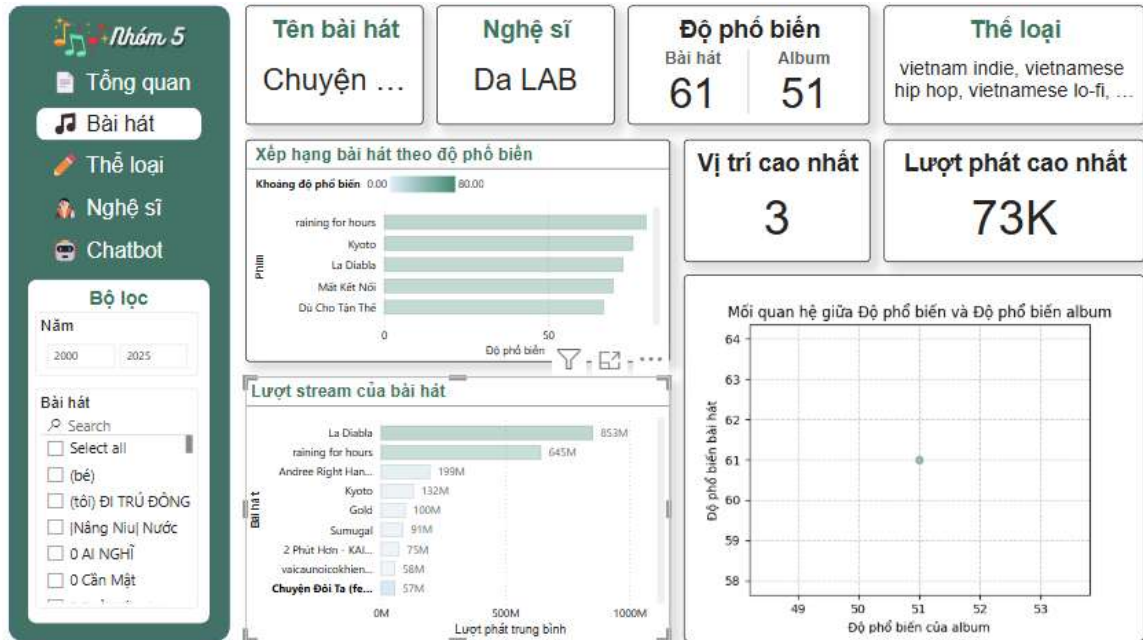 Nhóm 5
Tổng quan
Bài hát
Thể loại
Nghệ sĩ
Chatbot
Bộ lọc
Năm
2000 2025
Bài hát
Search
Select all
(bé)
(tôi) ĐI TRÚ ĐÔNG
|Nâng Niu| Nước
0 AI NGHĨ
0 Cần Mật
Tên bài hát
Chuyện ...
Nghệ sĩ
Da LAB
Độ phổ biến
Bài hát Album
61 51
Thể loại
vietnam indie, vietnamese
hip hop, vietnamese lo-fi, ...
Xếp hạng bài hát theo độ phổ biến
Khoảng độ phổ biến 0.00 80.00
Phim
raining for hours
Kyoto
La Diabla
Mất Kết Nối
Dù Cho Tận Thế
0 50
Độ phổ biến
Vị trí cao nhất
3
Lượt phát cao nhất
73K
Lượt stream của bài hát
Bài hát
La Diabla 853M
raining for hours 645M
Andree Right Han... 199M
Kyoto 132M
Gold 100M
Sumugal 91M
2 Phút Hơn - KAI... 75M
vaicaunoicokhien... 58M
Chuyện Đôi Ta (fe... 57M
0M 500M 1000M
Lượt phát trung bình
Mối quan hệ giữa Độ phổ biến và Độ phổ biến album
Độ phổ biến bài hát
64
63
62
61
60
59
58
49 50 51 52 53
Độ phổ biến của album